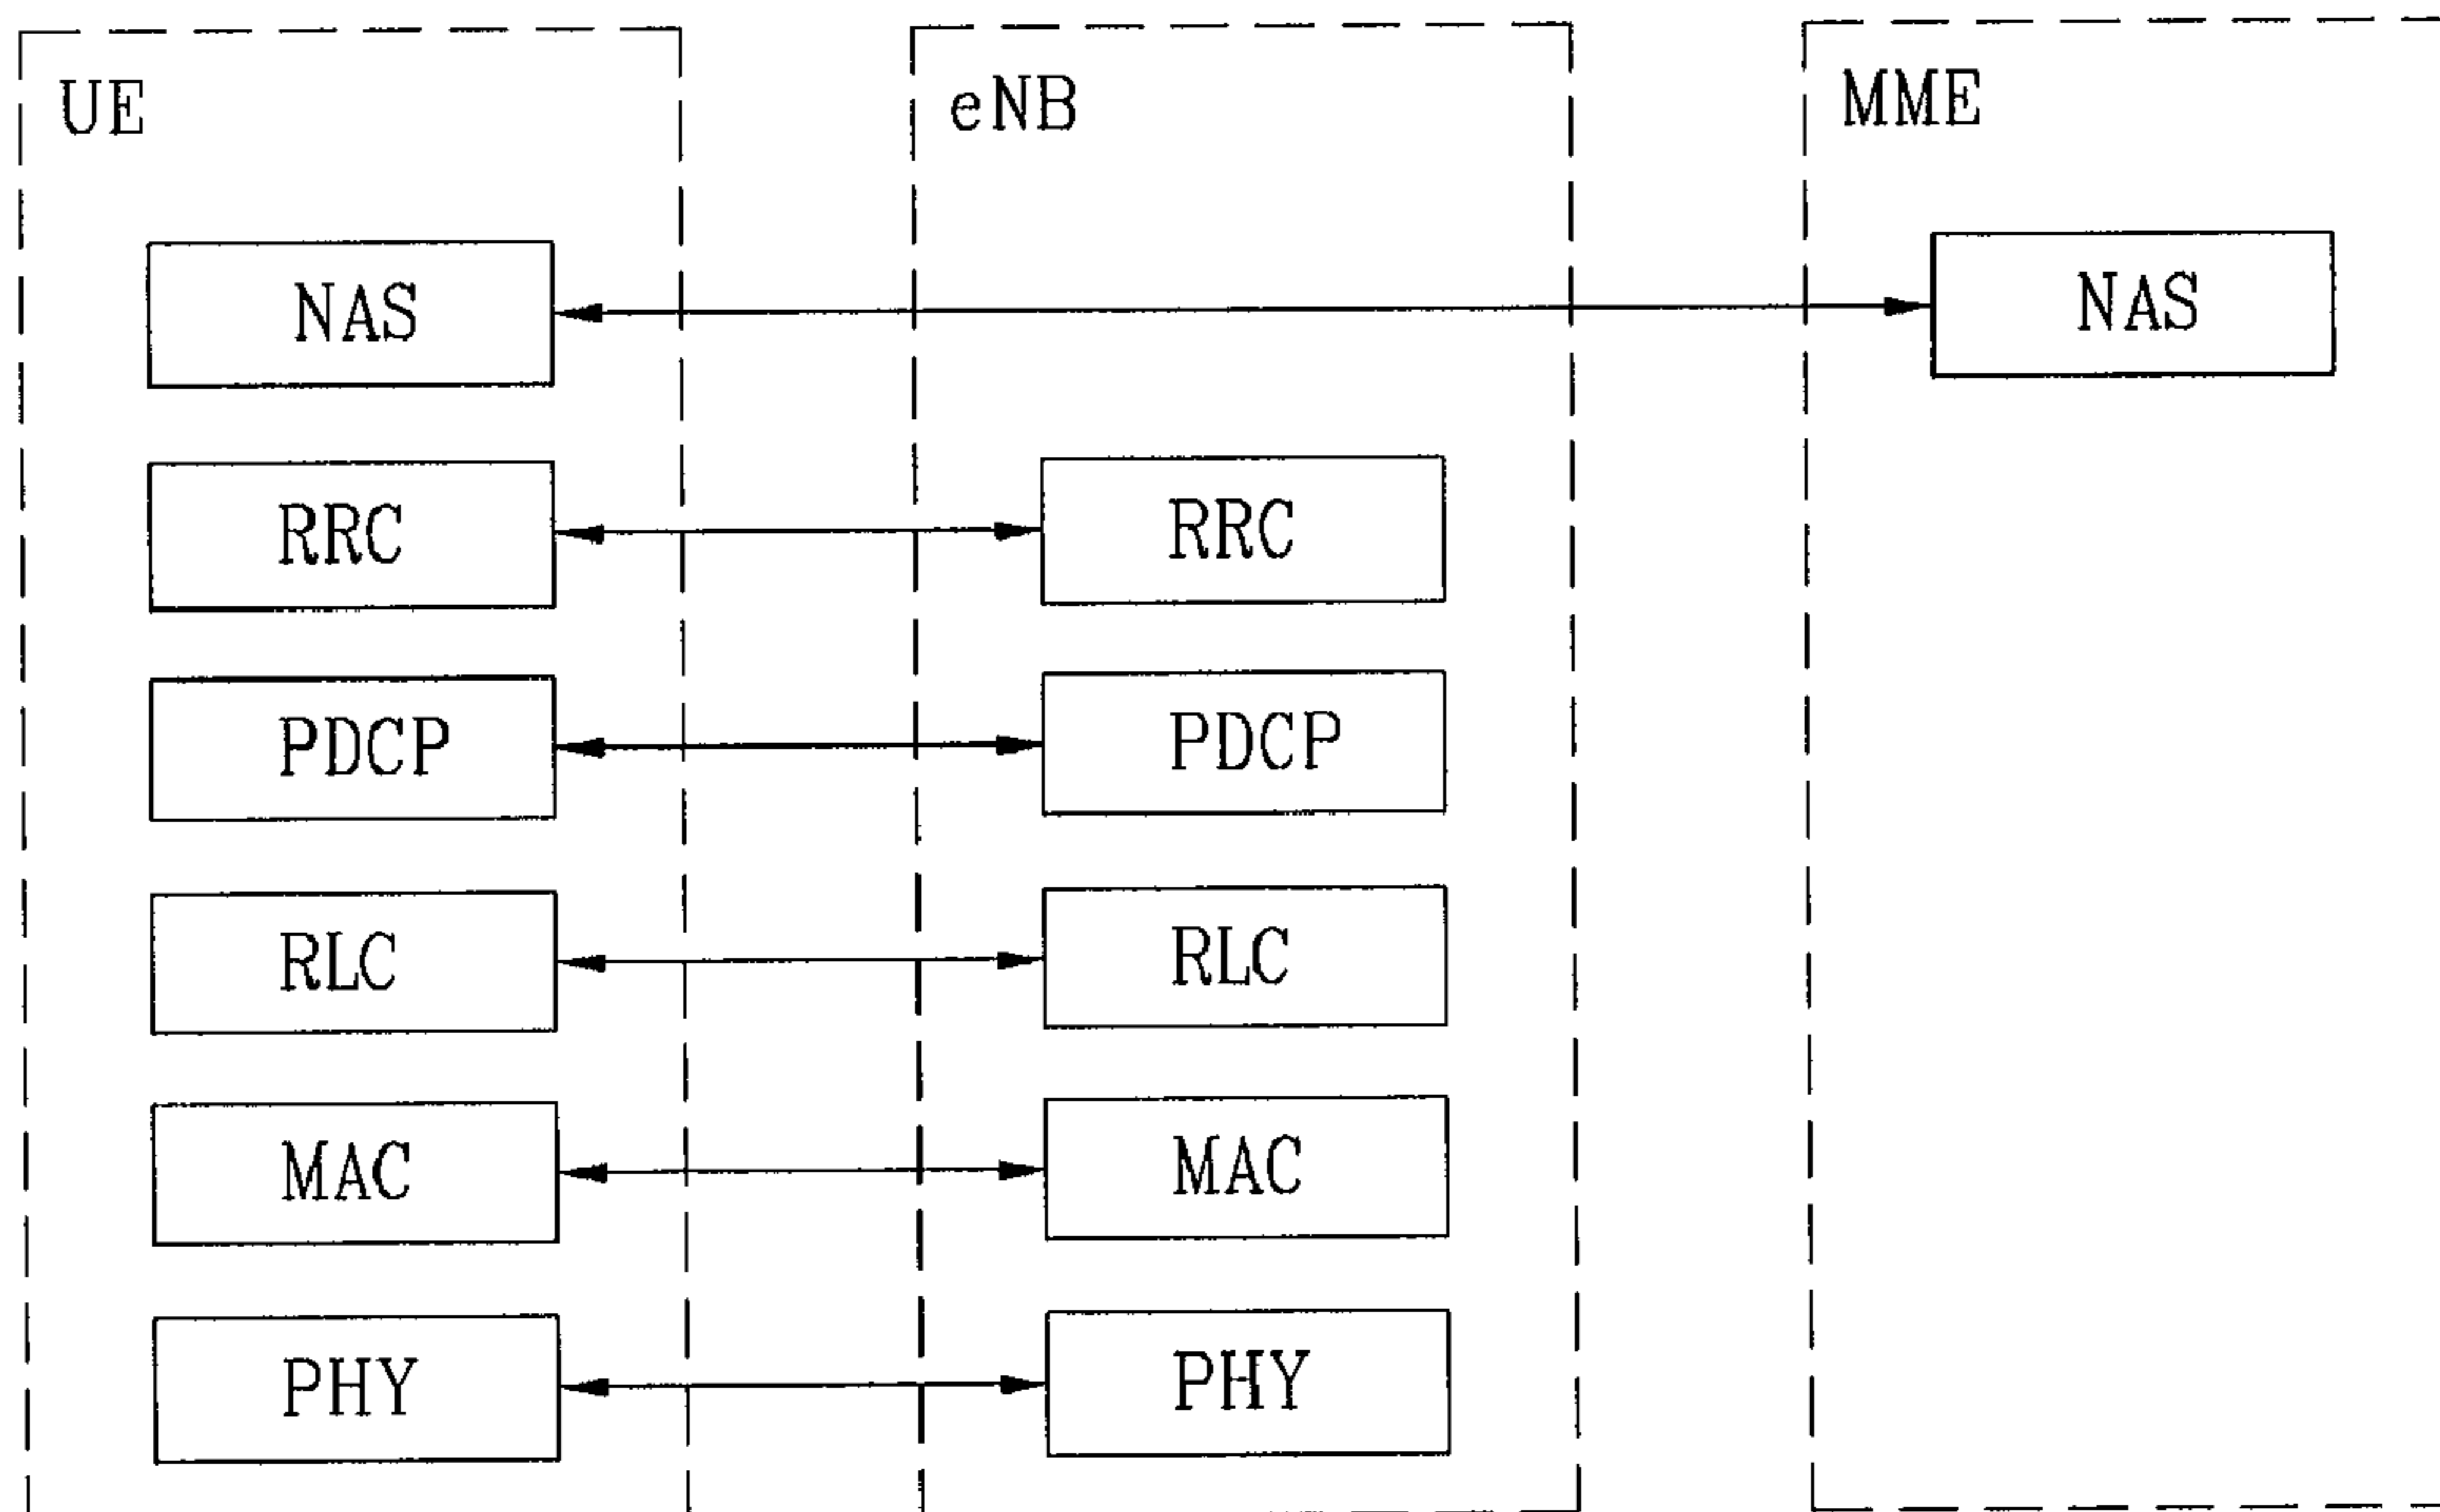 UE
eNB
MME
NAS
NAS
RRC
RRC
PDCP
PDCP
RLC
RLC
MAC
MAC
PHY
PHY